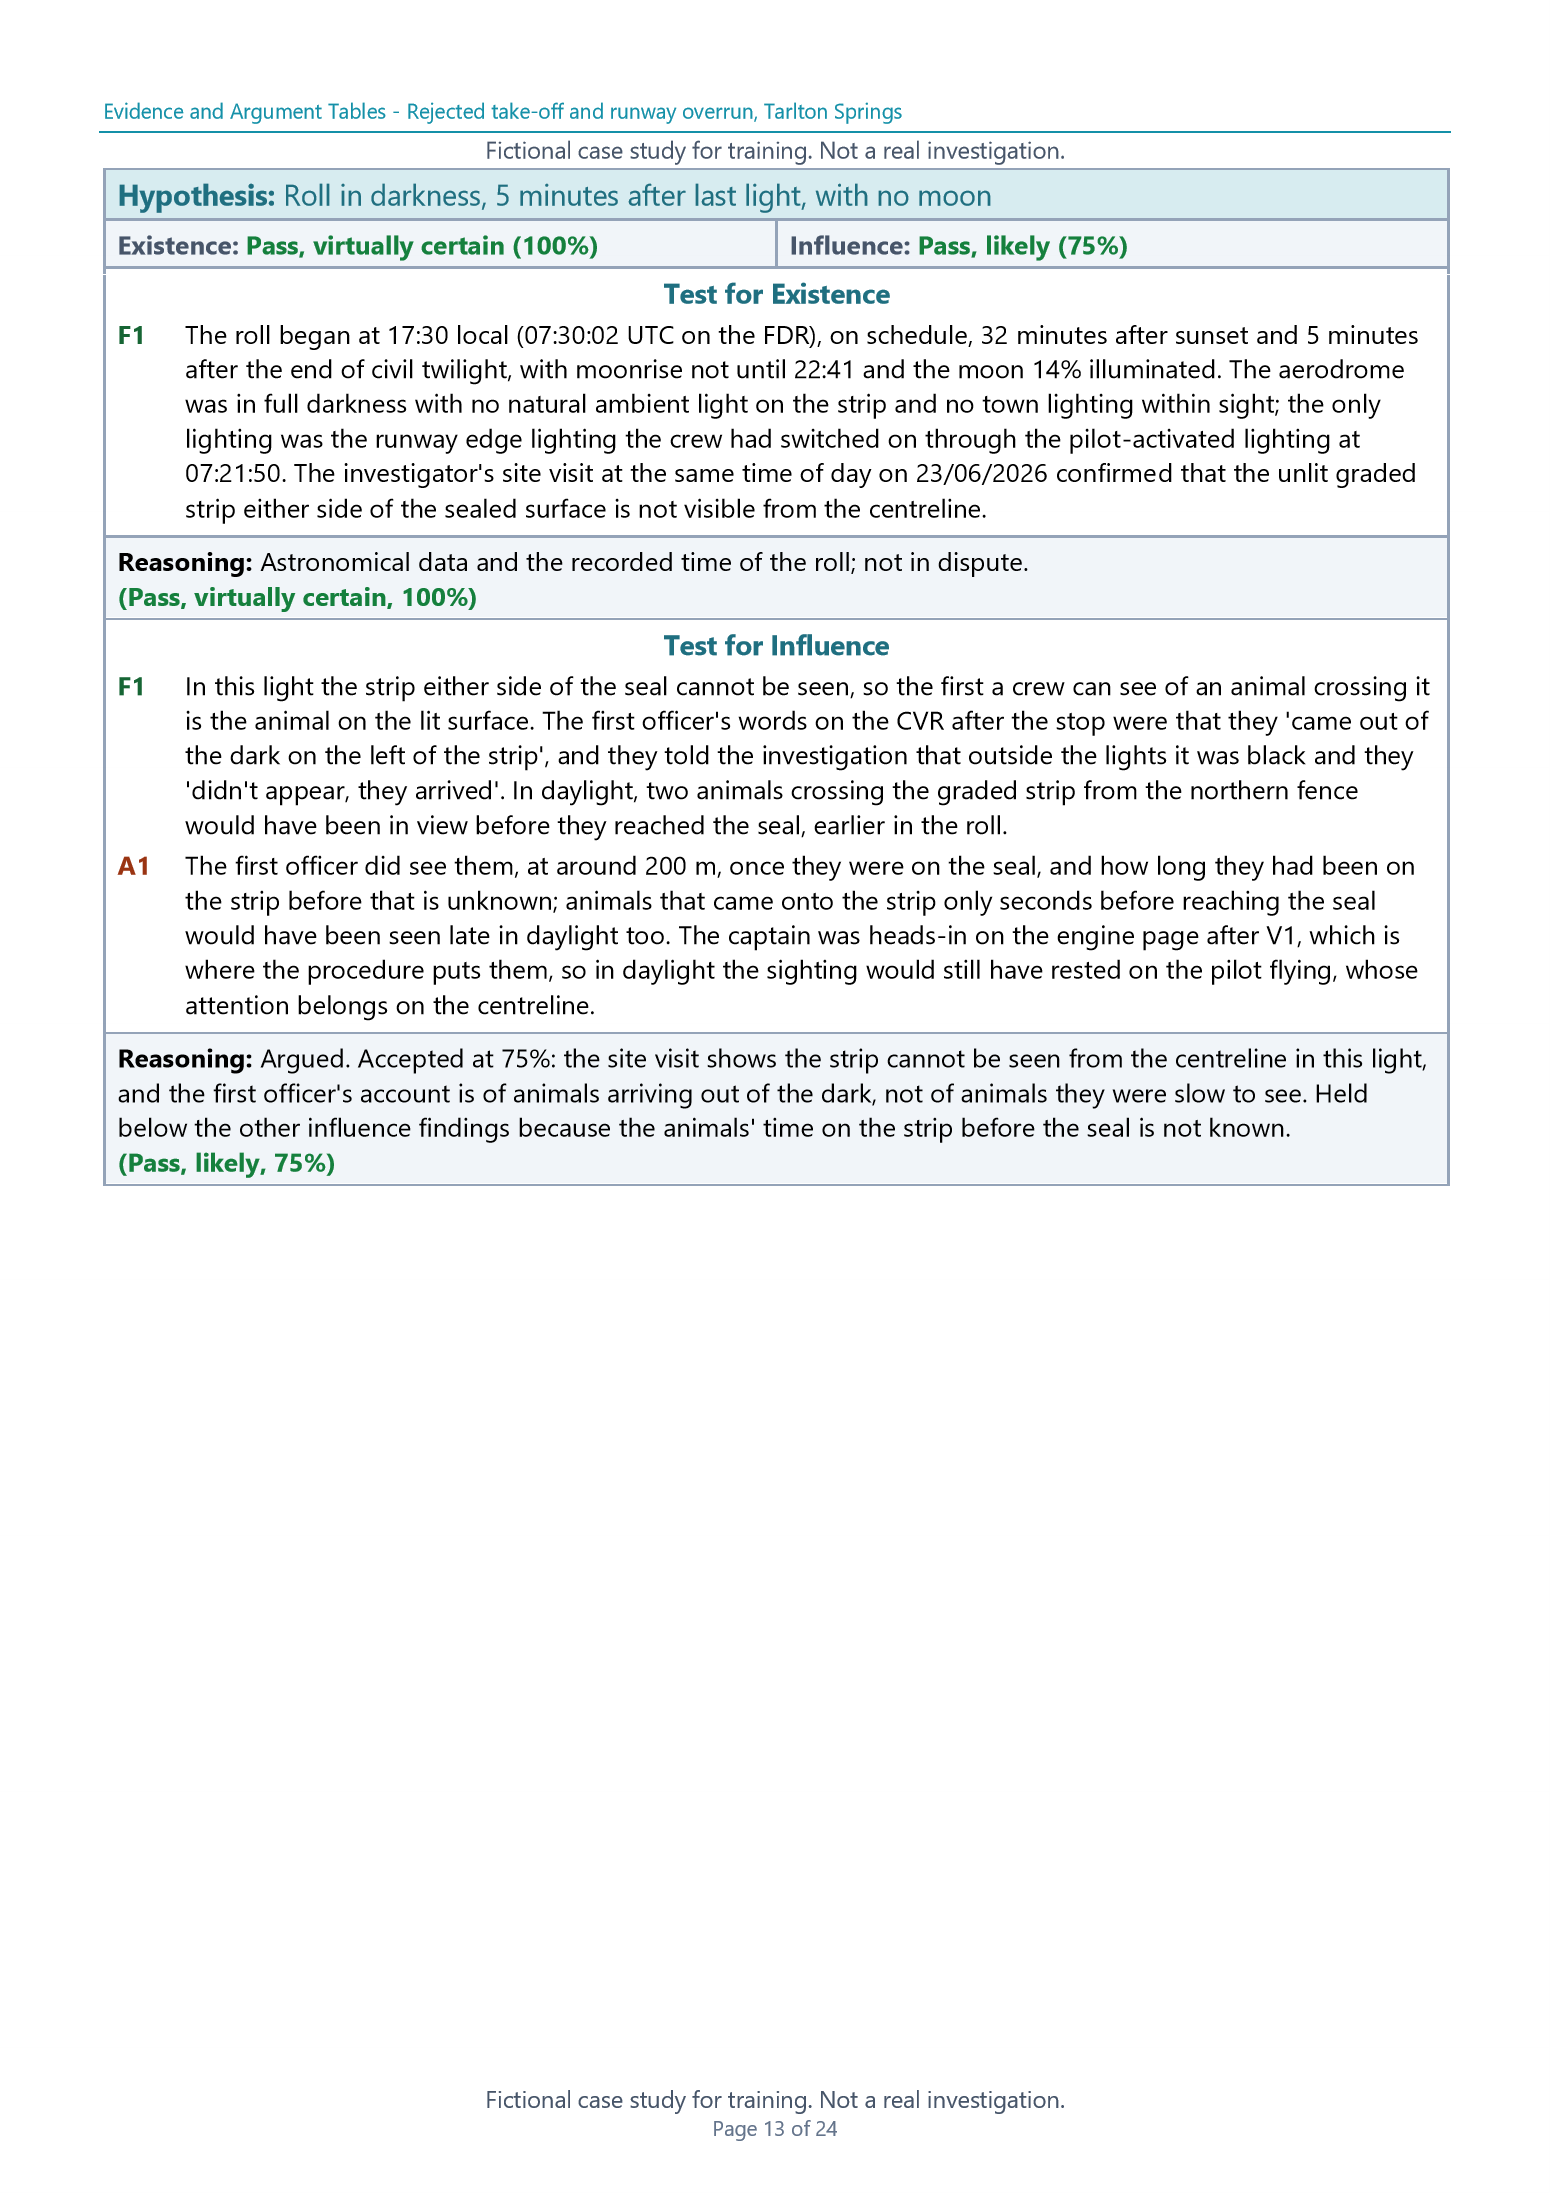 Evidence and Argument Tables - Rejected take-off and runway overrun, Tarlton Springs
Fictional case study for training. Not a real investigation.
Hypothesis: Roll in darkness, 5 minutes after last light, with no moon
Existence: Pass, virtually certain (100%)
Influence: Pass, likely (75%)
Test for Existence
F1 The roll began at 17:30 local (07:30:02 UTC on the FDR), on schedule, 32 minutes after sunset and 5 minutes
after the end of civil twilight, with moonrise not until 22:41 and the moon 14% illuminated. The aerodrome
was in full darkness with no natural ambient light on the strip and no town lighting within sight; the only
lighting was the runway edge lighting the crew had switched on through the pilot-activated lighting at
07:21:50. The investigator's site visit at the same time of day on 23/06/2026 confirmed that the unlit graded
strip either side of the sealed surface is not visible from the centreline.
Reasoning: Astronomical data and the recorded time of the roll; not in dispute.
(Pass, virtually certain, 100%)
Test for Influence
F1 In this light the strip either side of the seal cannot be seen, so the first a crew can see of an animal crossing it
is the animal on the lit surface. The first officer's words on the CVR after the stop were that they 'came out of
the dark on the left of the strip', and they told the investigation that outside the lights it was black and they
'didn't appear, they arrived'. In daylight, two animals crossing the graded strip from the northern fence
would have been in view before they reached the seal, earlier in the roll.
A1 The first officer did see them, at around 200 m, once they were on the seal, and how long they had been on
the strip before that is unknown; animals that came onto the strip only seconds before reaching the seal
would have been seen late in daylight too. The captain was heads-in on the engine page after V1, which is
where the procedure puts them, so in daylight the sighting would still have rested on the pilot flying, whose
attention belongs on the centreline.
Reasoning: Argued. Accepted at 75%: the site visit shows the strip cannot be seen from the centreline in this light,
and the first officer's account is of animals arriving out of the dark, not of animals they were slow to see. Held
below the other influence findings because the animals' time on the strip before the seal is not known.
(Pass, likely, 75%)
Fictional case study for training. Not a real investigation.
Page 13 of 24